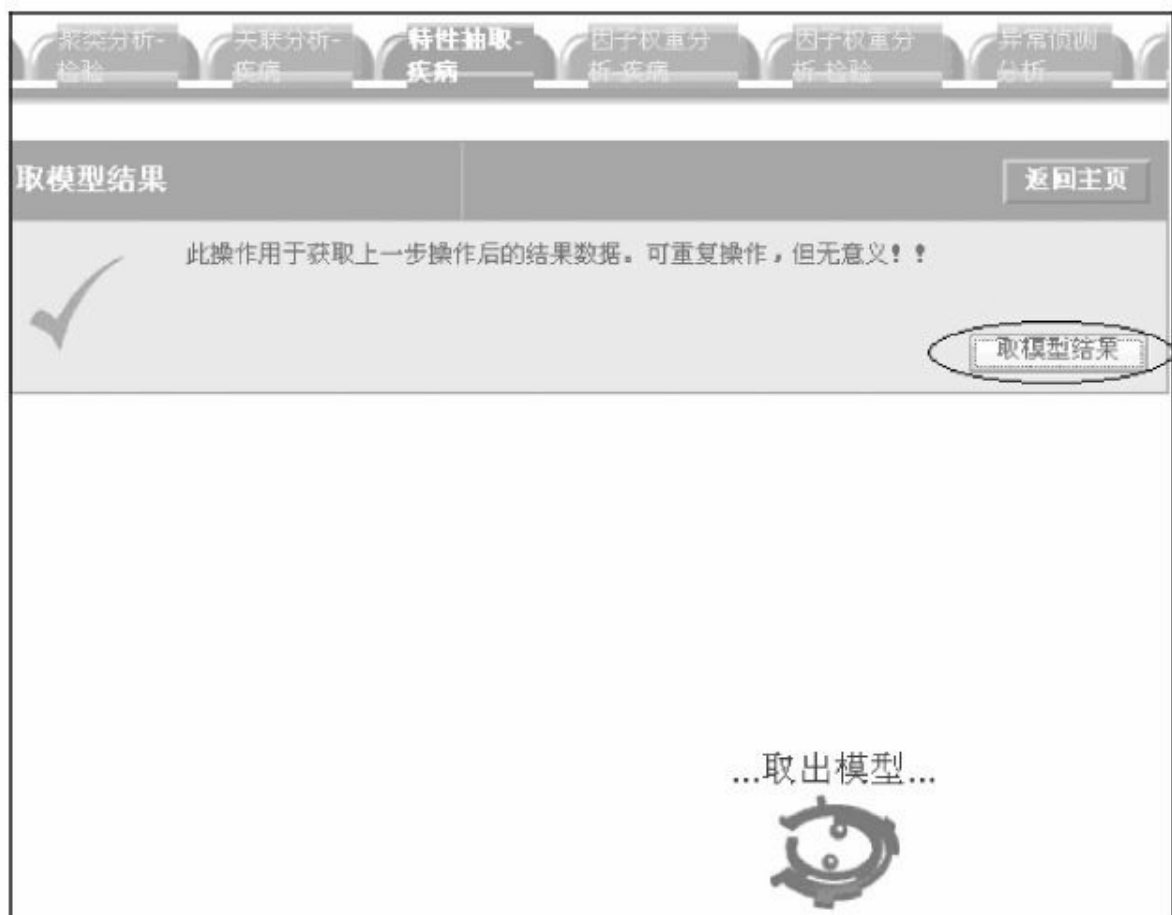 聚类分析-
检验
关联分析-
疾病
特性抽取-
疾病
因子权重分
析-疾病
因子权重分
析-检验
异常侦测
分析
取模型结果
返回主页
此操作用于获取上一步操作后的结果数据。可重复操作，但无意义！！
取模型结果
...取出模型...